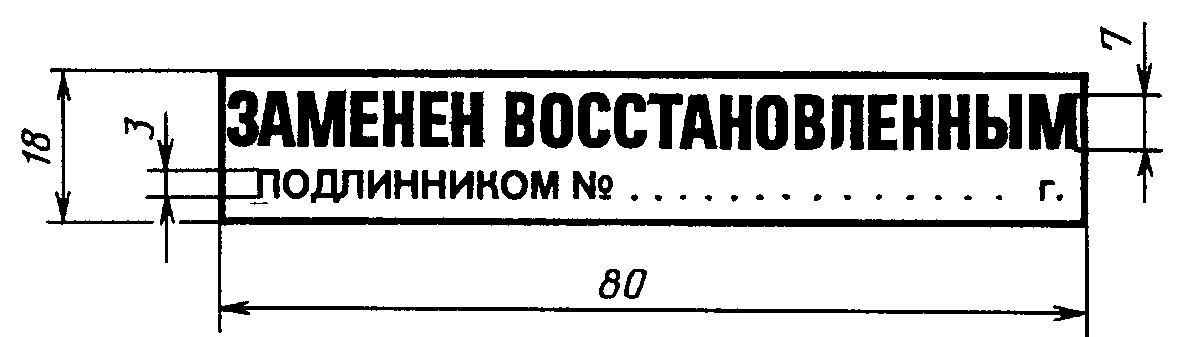 7
ЗАМЕНЕН ВОССТАНОВЛЕННЫМ
18
3
ПОДЛИННИКОМ № . . . . . . . . . . . . . . г.
80